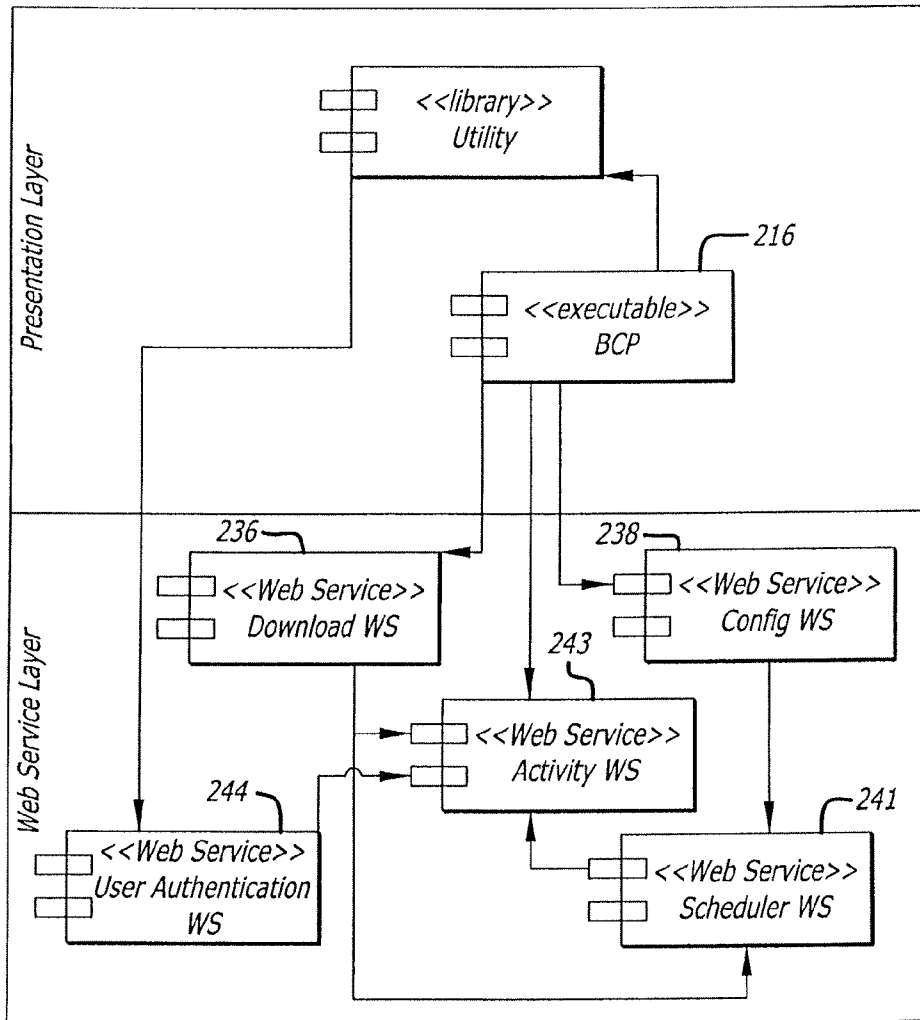 Presentation Layer
<<library>>
Utility
216
<<executable>>
BCP
Web Service Layer
236
<<Web Service>>
Download WS
238
<<Web Service>>
Config WS
243
<<Web Service>>
Activity WS
244
<<Web Service>>
User Authentication
WS
241
<<Web Service>>
Scheduler WS